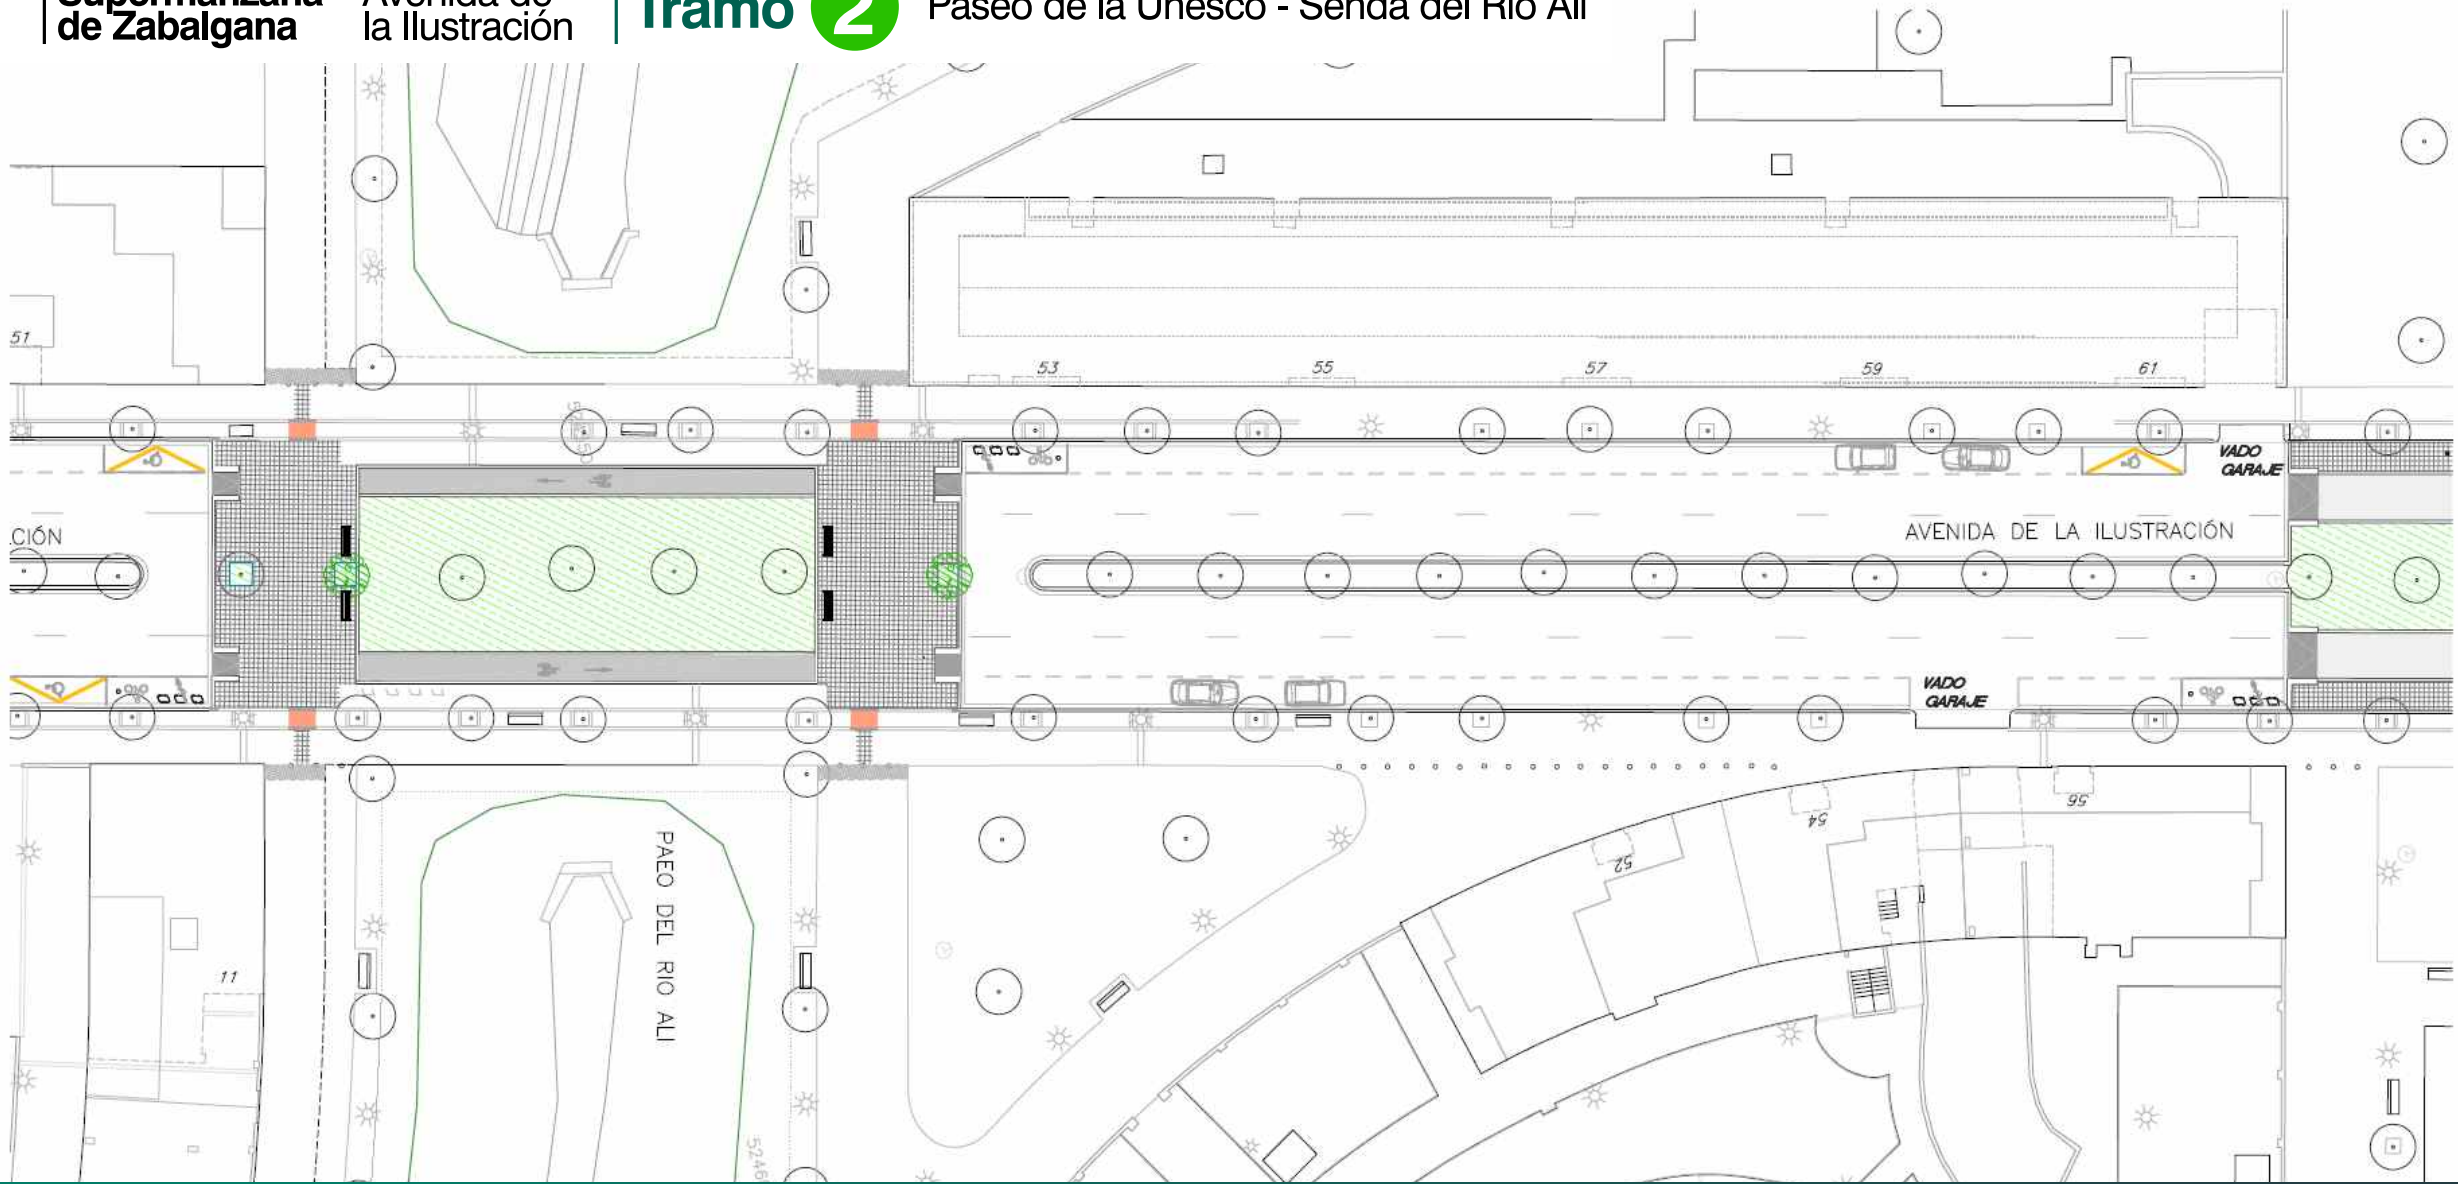 Supermanzana
de Zabalgana
Avenida de
la Ilustración
Tramo 2
Paseo de la Unesco - Senda del Río Ali
51
53
55
57
59
61
VADO
GARAJE
CIÓN
AVENIDA DE LA ILUSTRACIÓN
VADO
GARAJE
52
54
56
PAEO DEL RIO ALI
11
5246